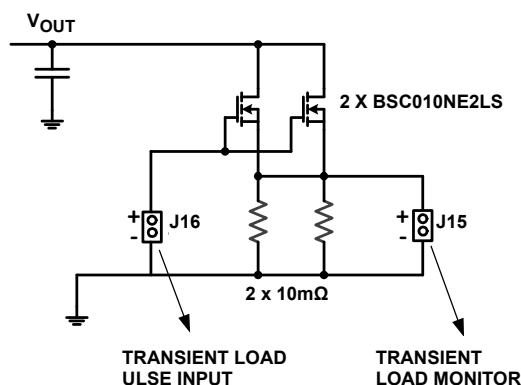 VOUT
2 X BSC010NE2LS
+
-
J16
+
-
J15
2 x 10mΩ
TRANSIENT LOAD
ULSE INPUT
TRANSIENT
LOAD MONITOR